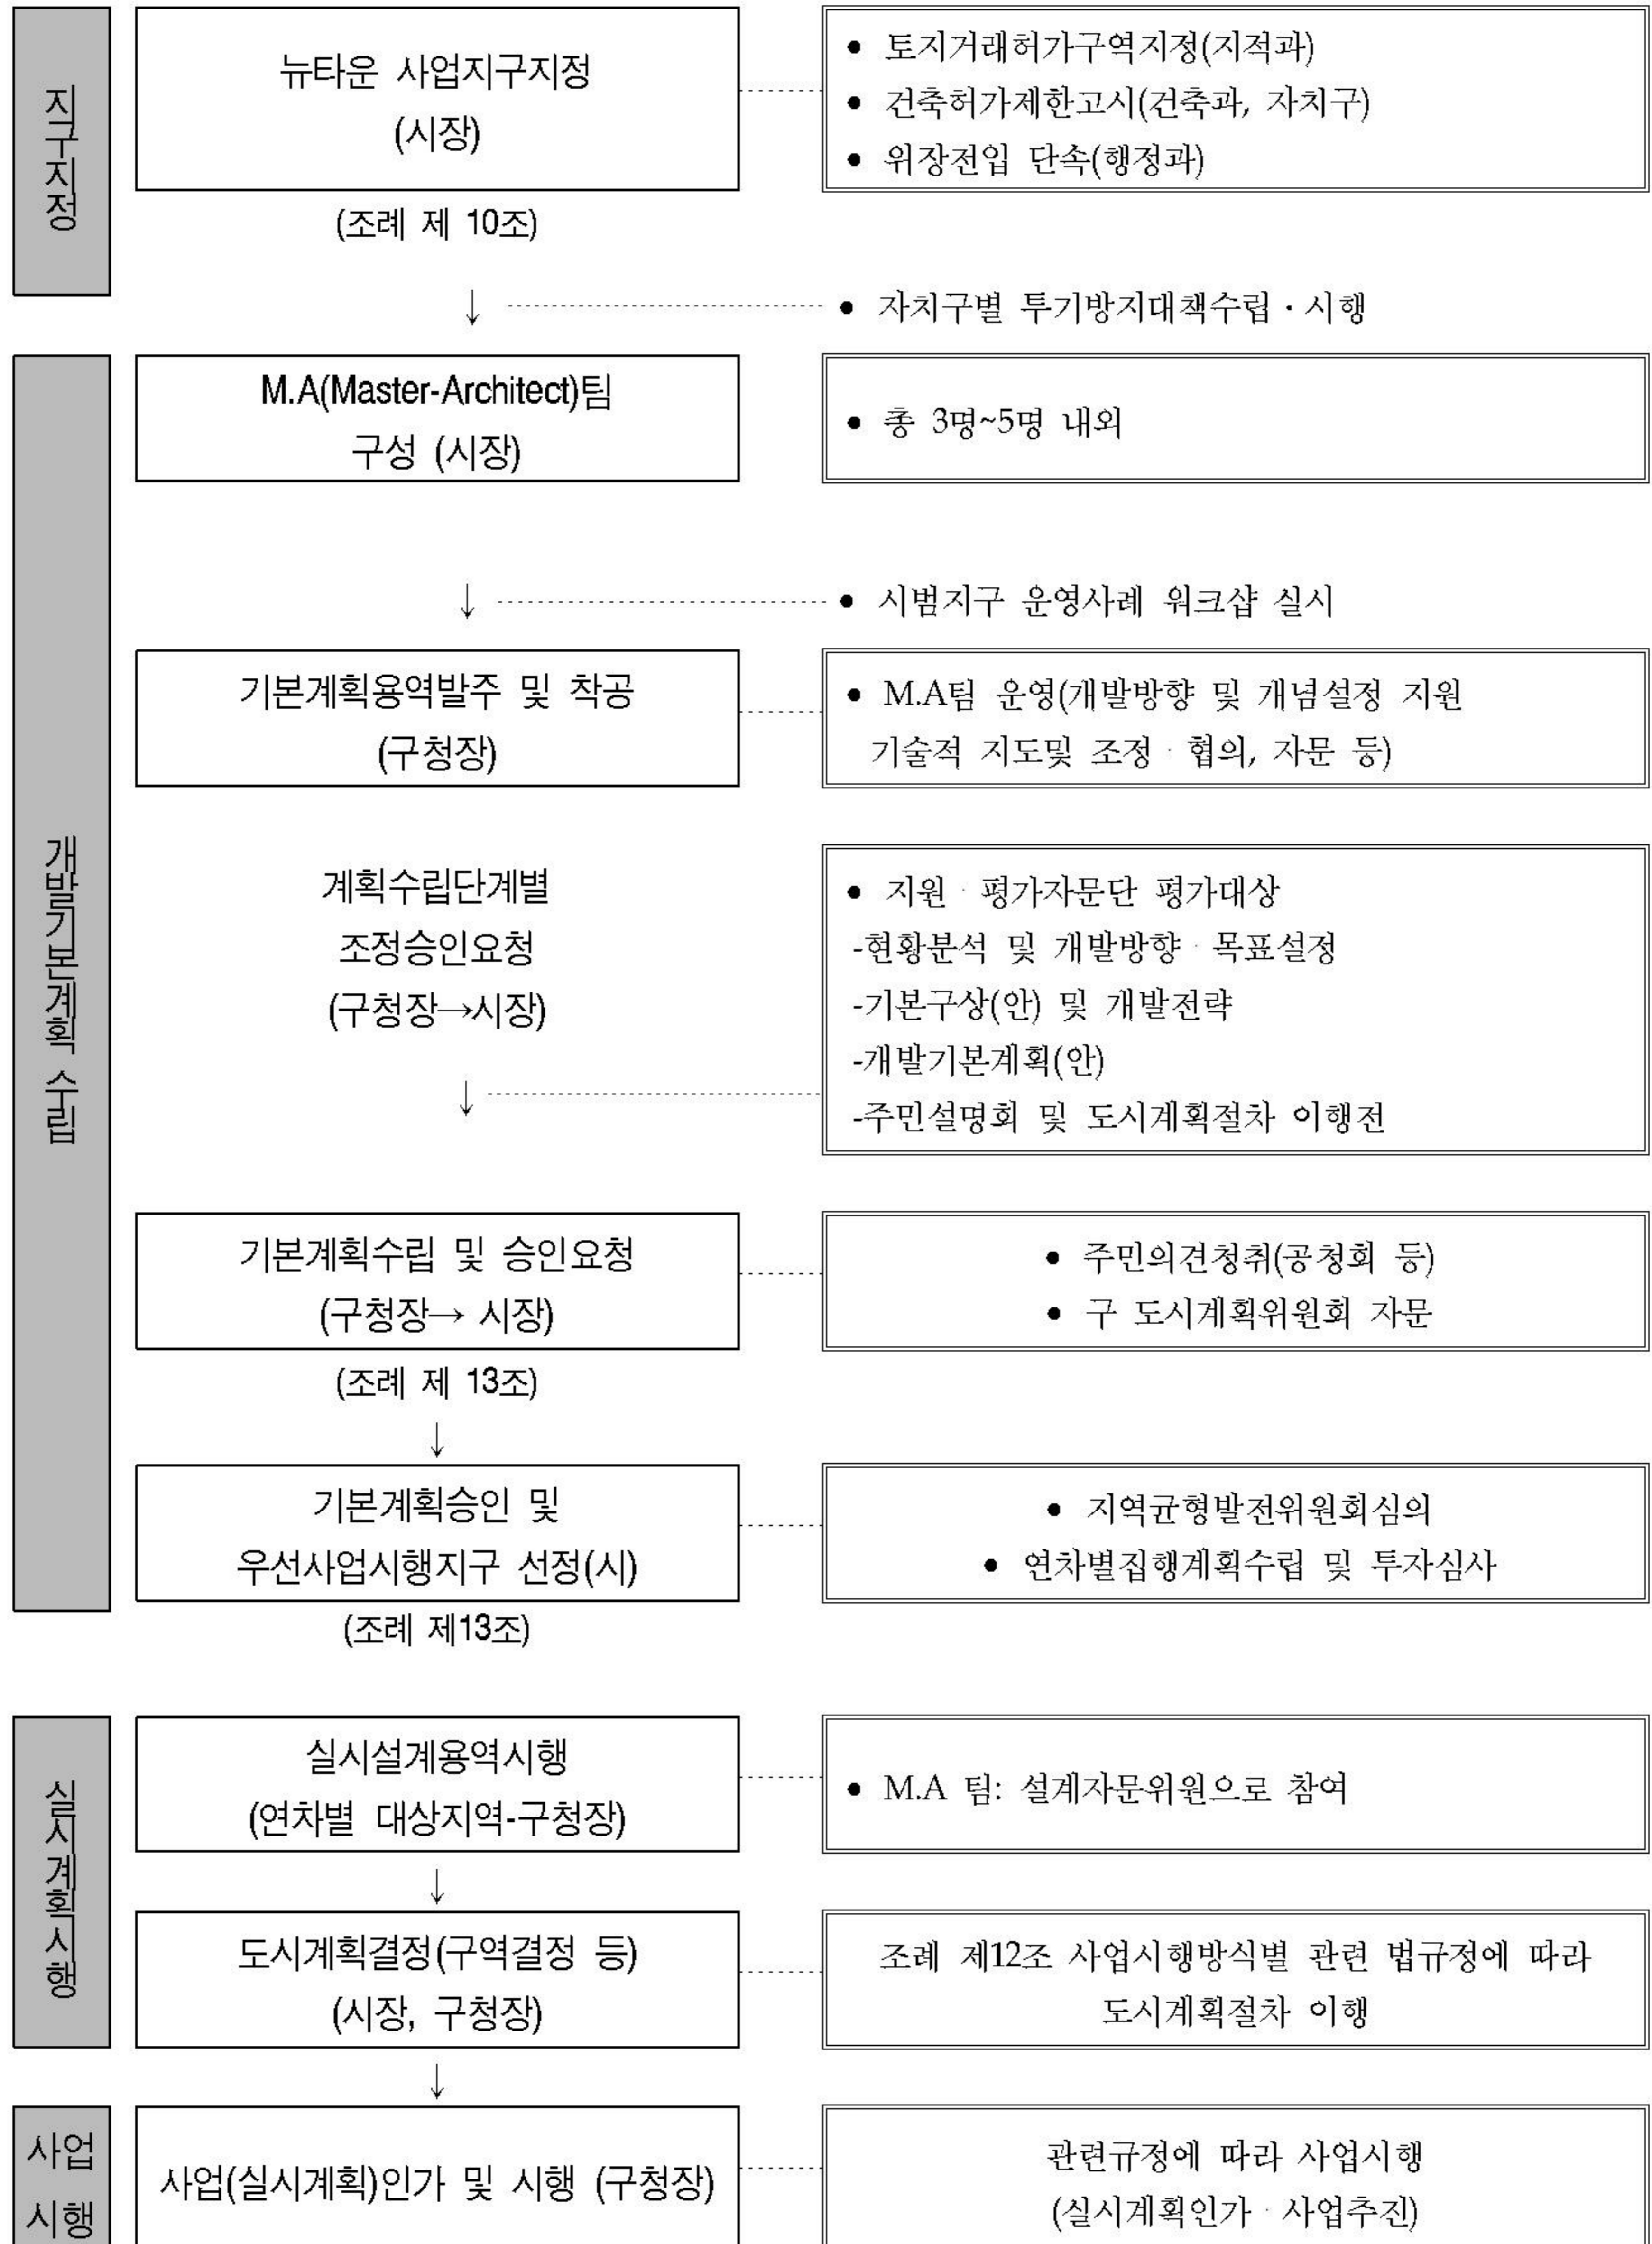 지구지정
뉴타운 사업지구지정
(시장)
(조례 제 10조)
• 토지거래허가구역지정(지적과)
• 건축허가제한고시(건축과, 자치구)
• 위장전입 단속(행정과)
↓
• 자치구별 투기방지대책수립·시행
개발기본계획 수립
M.A(Master-Architect)팀
구성 (시장)
• 총 3명~5명 내외
↓
• 시범지구 운영사례 워크샵 실시
기본계획용역발주 및 착공
(구청장)
• M.A팀 운영(개발방향 및 개념설정 지원
기술적 지도및 조정·협의, 자문 등)
계획수립단계별
조정승인요청
(구청장→시장)
↓
• 지원·평가자문단 평가대상
-현황분석 및 개발방향·목표설정
-기본구상(안) 및 개발전략
-개발기본계획(안)
-주민설명회 및 도시계획절차 이행전
기본계획수립 및 승인요청
(구청장→ 시장)
(조례 제 13조)
• 주민의견청취(공청회 등)
• 구 도시계획위원회 자문
↓
기본계획승인 및
우선사업시행지구 선정(시)
(조례 제13조)
• 지역균형발전위원회심의
• 연차별집행계획수립 및 투자심사
실시계획시행
실시설계용역시행
(연차별 대상지역-구청장)
• M.A 팀: 설계자문위원으로 참여
↓
도시계획결정(구역결정 등)
(시장, 구청장)
조례 제12조 사업시행방식별 관련 법규정에 따라
도시계획절차 이행
↓
사업
시행
사업(실시계획)인가 및 시행 (구청장)
관련규정에 따라 사업시행
(실시계획인가·사업추진)